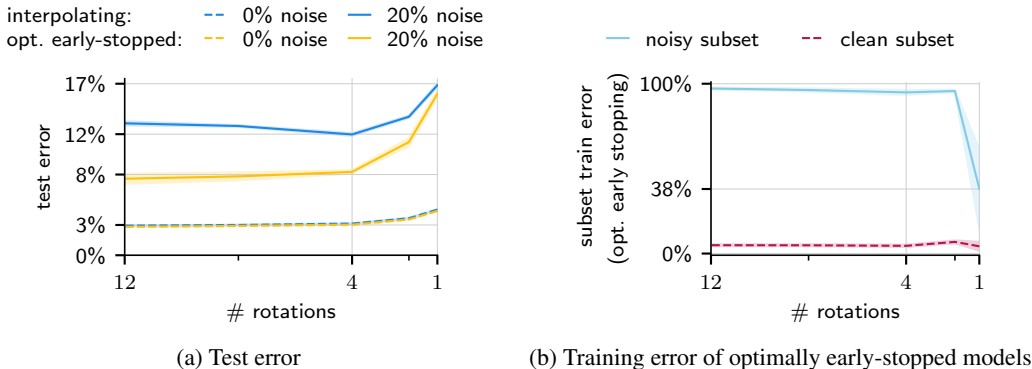 interpolating: 0% noise 20% noise
opt. early-stopped: 0% noise 20% noise
17%
12%
8%
3%
0%
test error
12 4 1
# rotations
(a) Test error
noisy subset clean subset
100%
38%
0%
subset train error
(opt. early stopping)
12 4 1
# rotations
(b) Training error of optimally early-stopped models